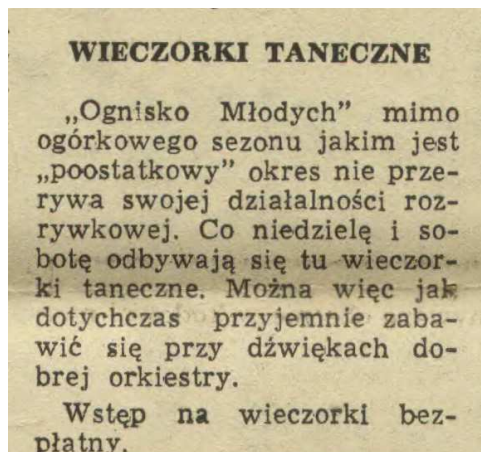 WIECZORKI TANECZNE
„Ognisko Młodych” mimo
ogórkowego sezonu jakim jest
„poostatkowy” okres nie prze-
rywa swojej działalności roz-
rywkowej. Co niedzielę i so-
botę odbywają się tu wieczor-
ki taneczne. Można więc jak
dotychczas przyjemnie zaba-
wić się przy dźwiękach do-
brej orkiestry.
Wstęp na wieczorki bez-
płatny.